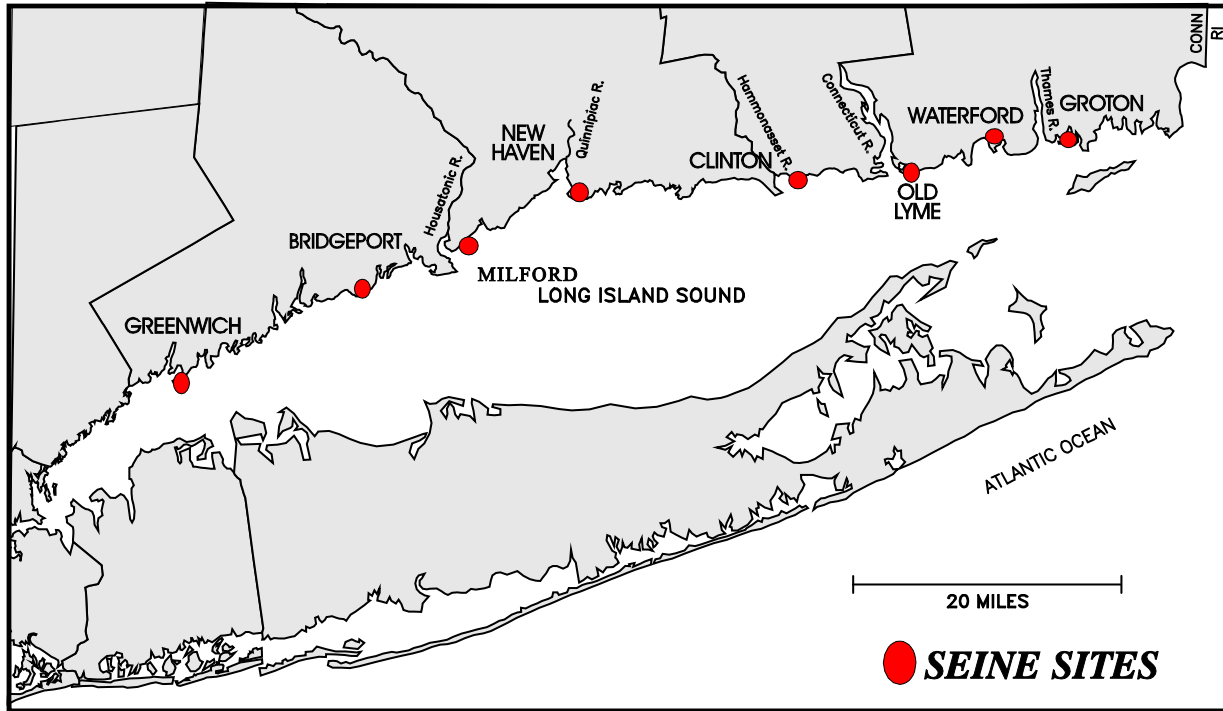 CONN
RI
Thames R.
GROTON
WATERFORD
Hammonasset R.
Connecticut R.
Quinnipiac R.
NEW
HAVEN
CLINTON
Housatonic R.
OLD
LYME
BRIDGEPORT
MILFORD
LONG ISLAND SOUND
GREENWICH
ATLANTIC OCEAN
20 MILES
SEINE SITES